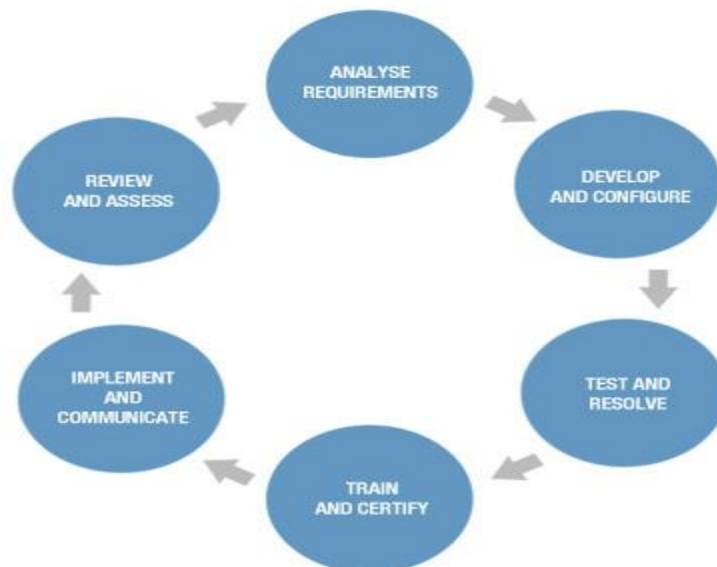 ANALYSE
REQUIREMENTS
DEVELOP
AND CONFIGURE
TEST AND
RESOLVE
TRAIN
AND CERTIFY
IMPLEMENT
AND
COMMUNICATE
REVIEW
AND ASSESS